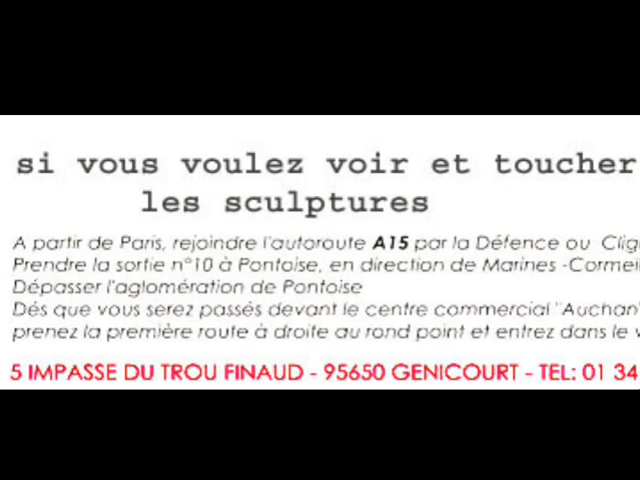 si vous voulez voir et toucher
les sculptures
A partir de Paris, rejoindre l'autoroute A15 par la Défence ou Clig
Prendre la sortie n°10 à Pontoise, en direction de Marines -Cormeil
Dépasser l'aglomération de Pontoise
Dés que vous serez passés devant le centre commercial "Auchan"
prenez la première route à droite au rond point et entrez dans le v
5 IMPASSE DU TROU FINAUD - 95650 GENICOURT - TEL: 01 34